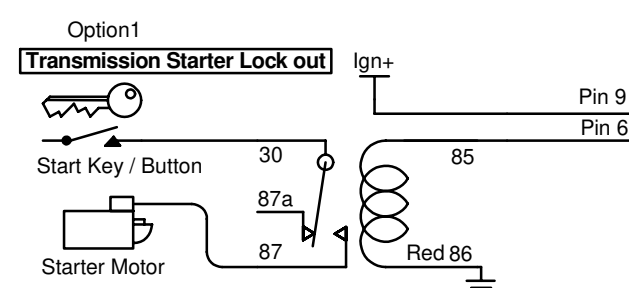 Option1
Transmission Starter Lock out
Ign+
Pin 9
Pin 6
Start Key / Button
30
85
87a
87
Red 86
Starter Motor